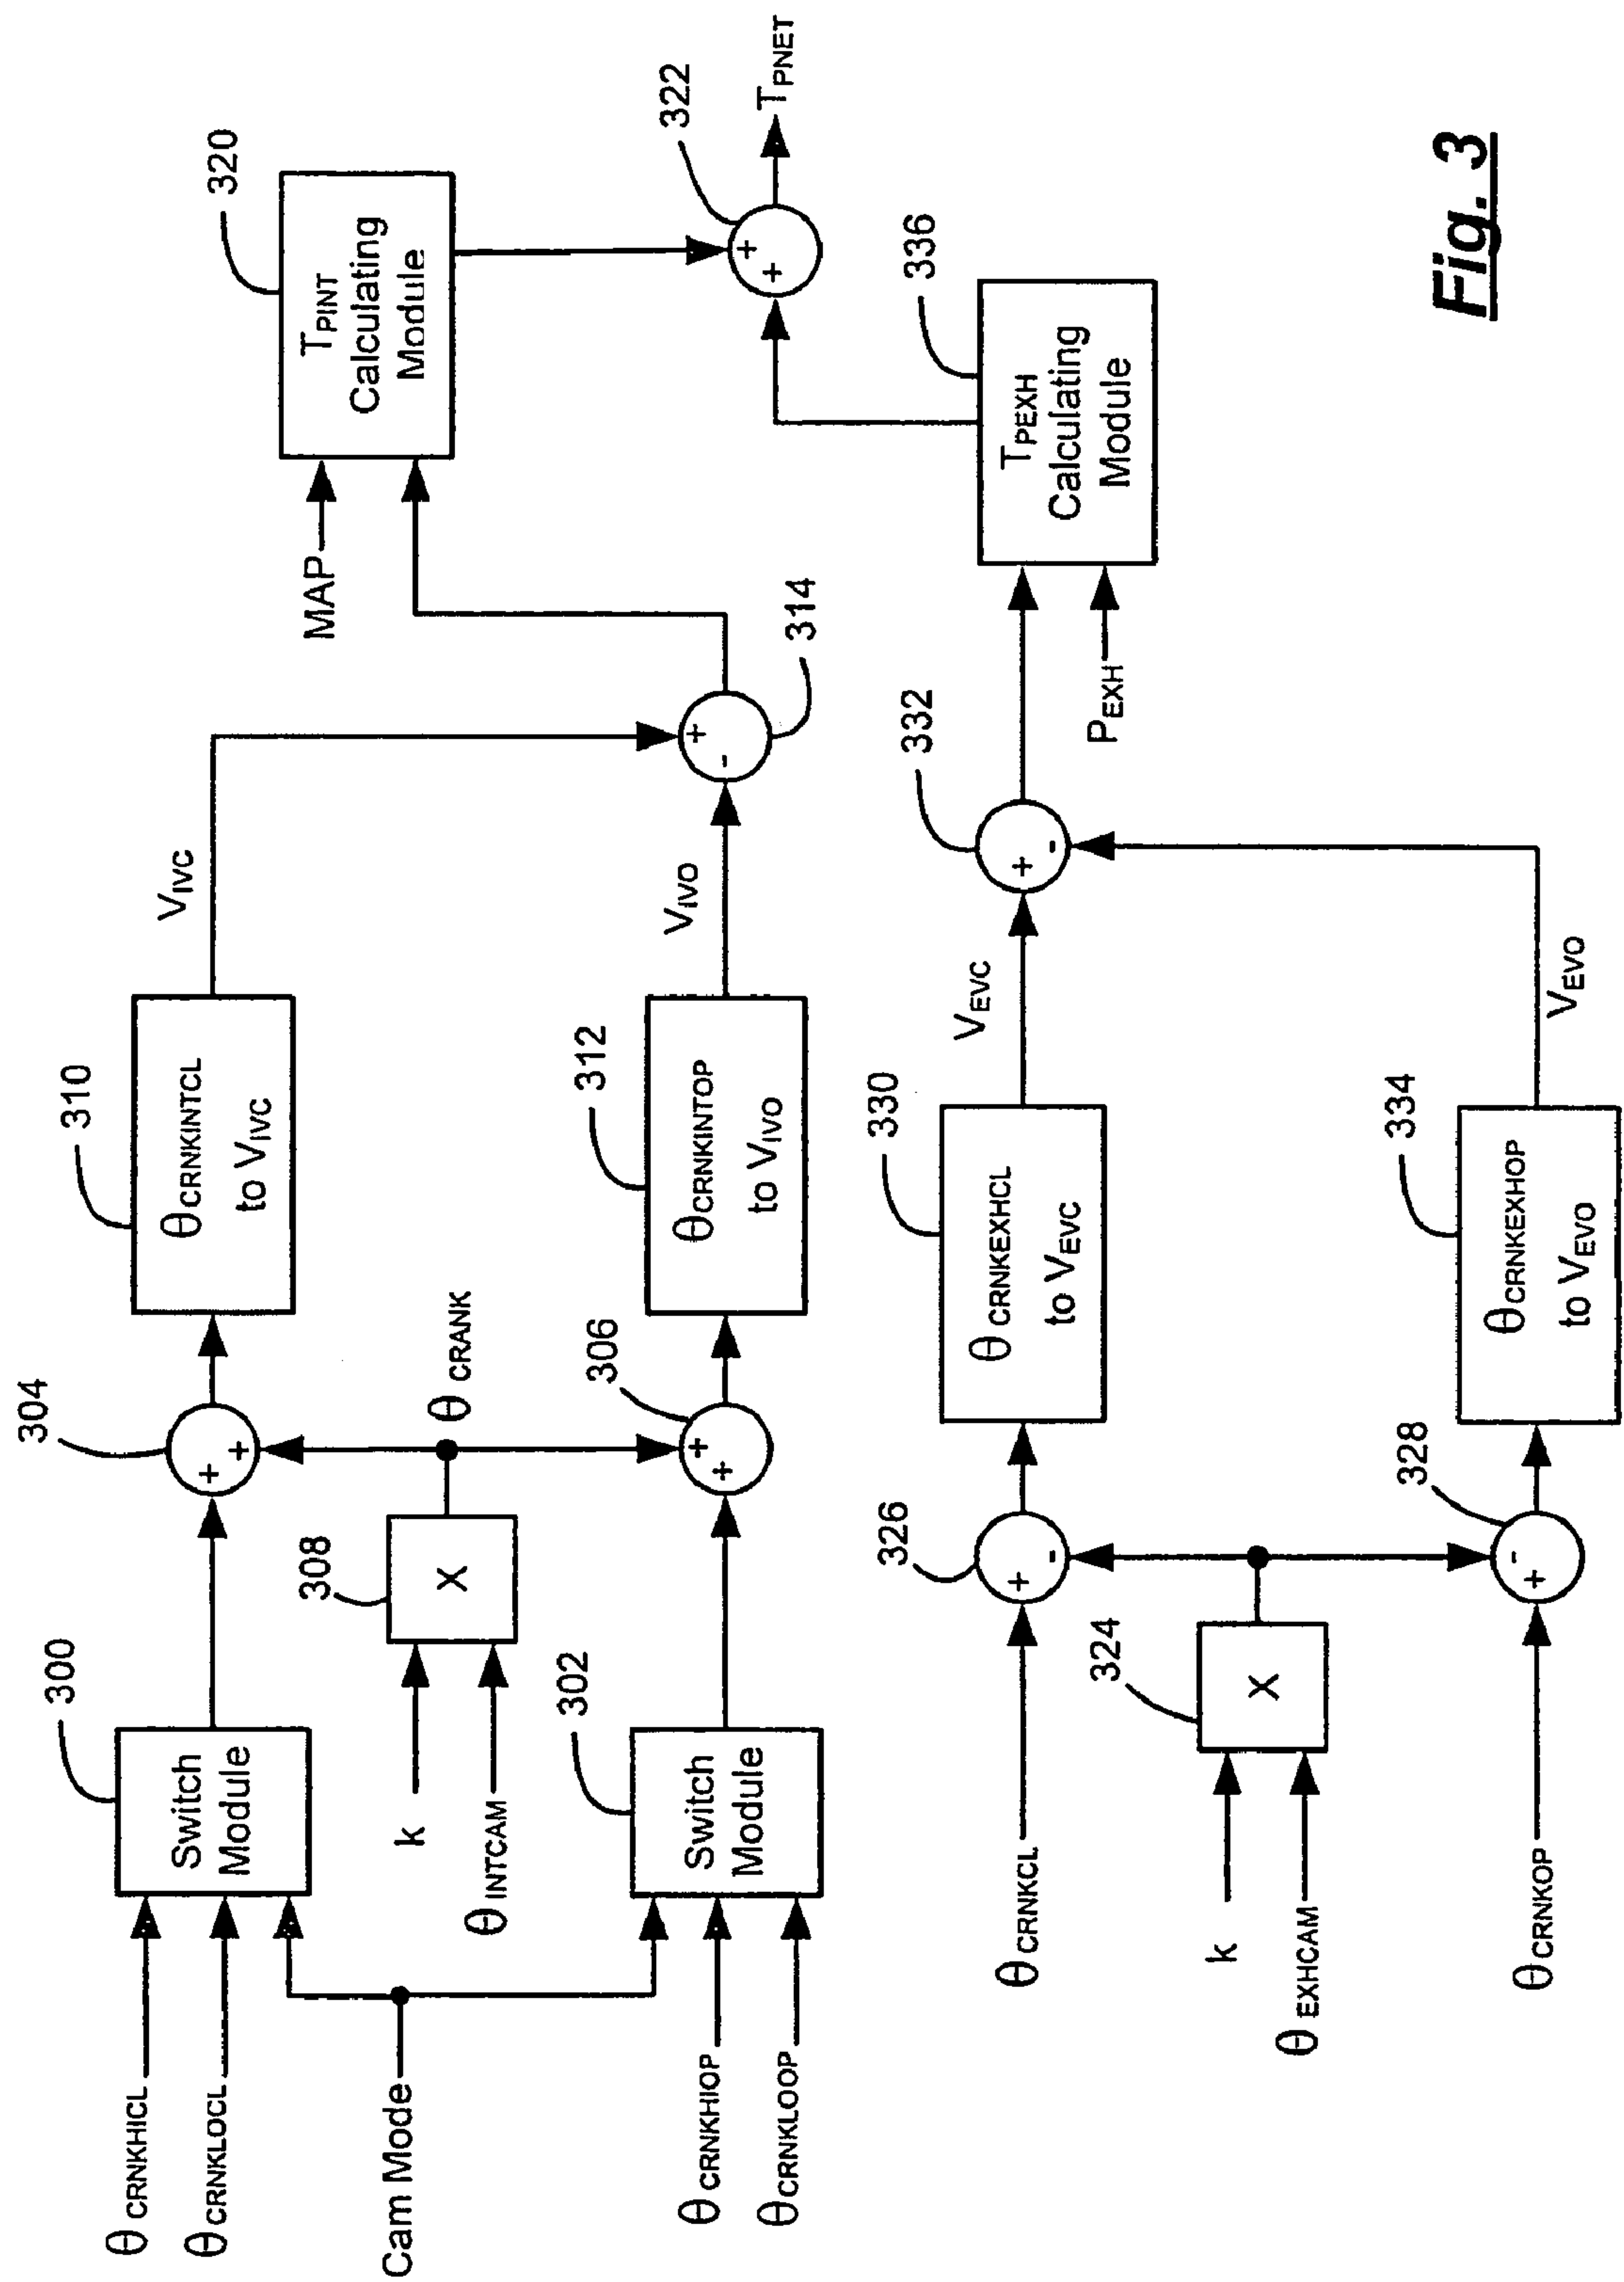 300
θCRNKHICL
θCRNKLOCL
Switch
Module
304
+
+
310
θCRNKINTCL
to VIVC
VIVC
Cam Mode
308
k
θINTCAM
X
θCRANK
MAP
320
TPINT
Calculating
Module
302
θCRNKHIOP
θCRNKLOOP
Switch
Module
306
+
+
312
θCRNKINTOP
to VIVO
VIVO
+
-
314
322
+
+
TPNET
326
θCRNKCL
+
-
330
θCRNKEXHCL
to VEVC
VEVC
332
+
-
PEXH
336
TPEXH
Calculating
Module
324
k
θEXHCAM
X
328
θCRNKOP
+
-
334
θCRNKEXHOP
to VEVO
VEVO
Fig. 3